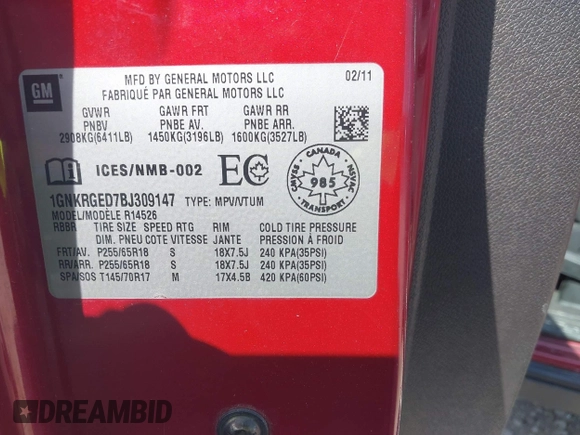 GM
MFD BY GENERAL MOTORS LLC 02/11
FABRIQUÉ PAR GENERAL MOTORS LLC
GVWR GAWR FRT GAWR RR
PNBV PNBE AV. PNBE ARR.
2908KG(6411LB) 1450KG(3196LB) 1600KG(3527LB)
ICES/NMB-002 EC
CANADA
CMVSS NSVAC
985
TRANSPORT
1GNKRGED7BJ309147 TYPE: MPV/VTUM
MODEL/MODÈLE R14526
RBSR TIRE SIZE SPEED RTG RIM COLD TIRE PRESSURE
DIM. PNEU COTE VITESSE JANTE PRESSION À FROID
FRT/AV. P255/65R18 S 18X7.5J 240 KPA(35PSI)
RR/ARR. P255/65R18 S 18X7.5J 240 KPA(35PSI)
SPA/SOS T145/70R17 M 17X4.5B 420 KPA(60PSI)
DREAMBID